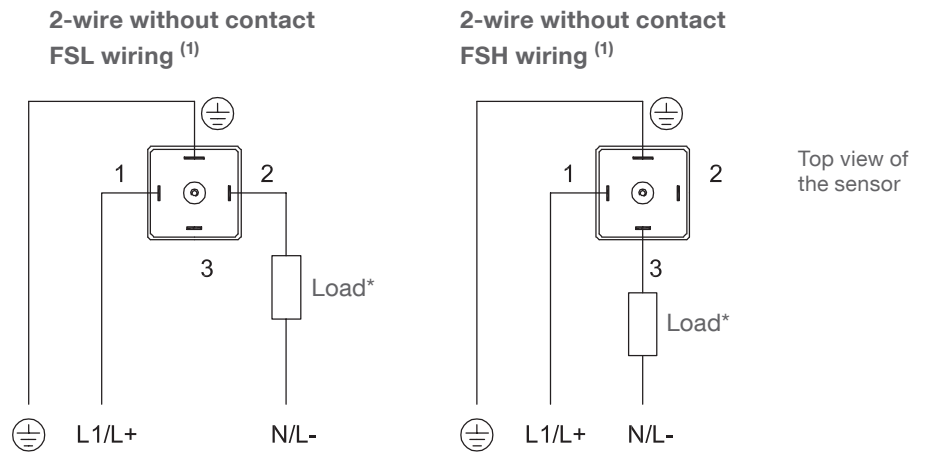 2-wire without contact
FSL wiring (1)
2-wire without contact
FSH wiring (1)
1
2
3
Load*
L1/L+
N/L-
1
2
3
Load*
L1/L+
N/L-
Top view of
the sensor